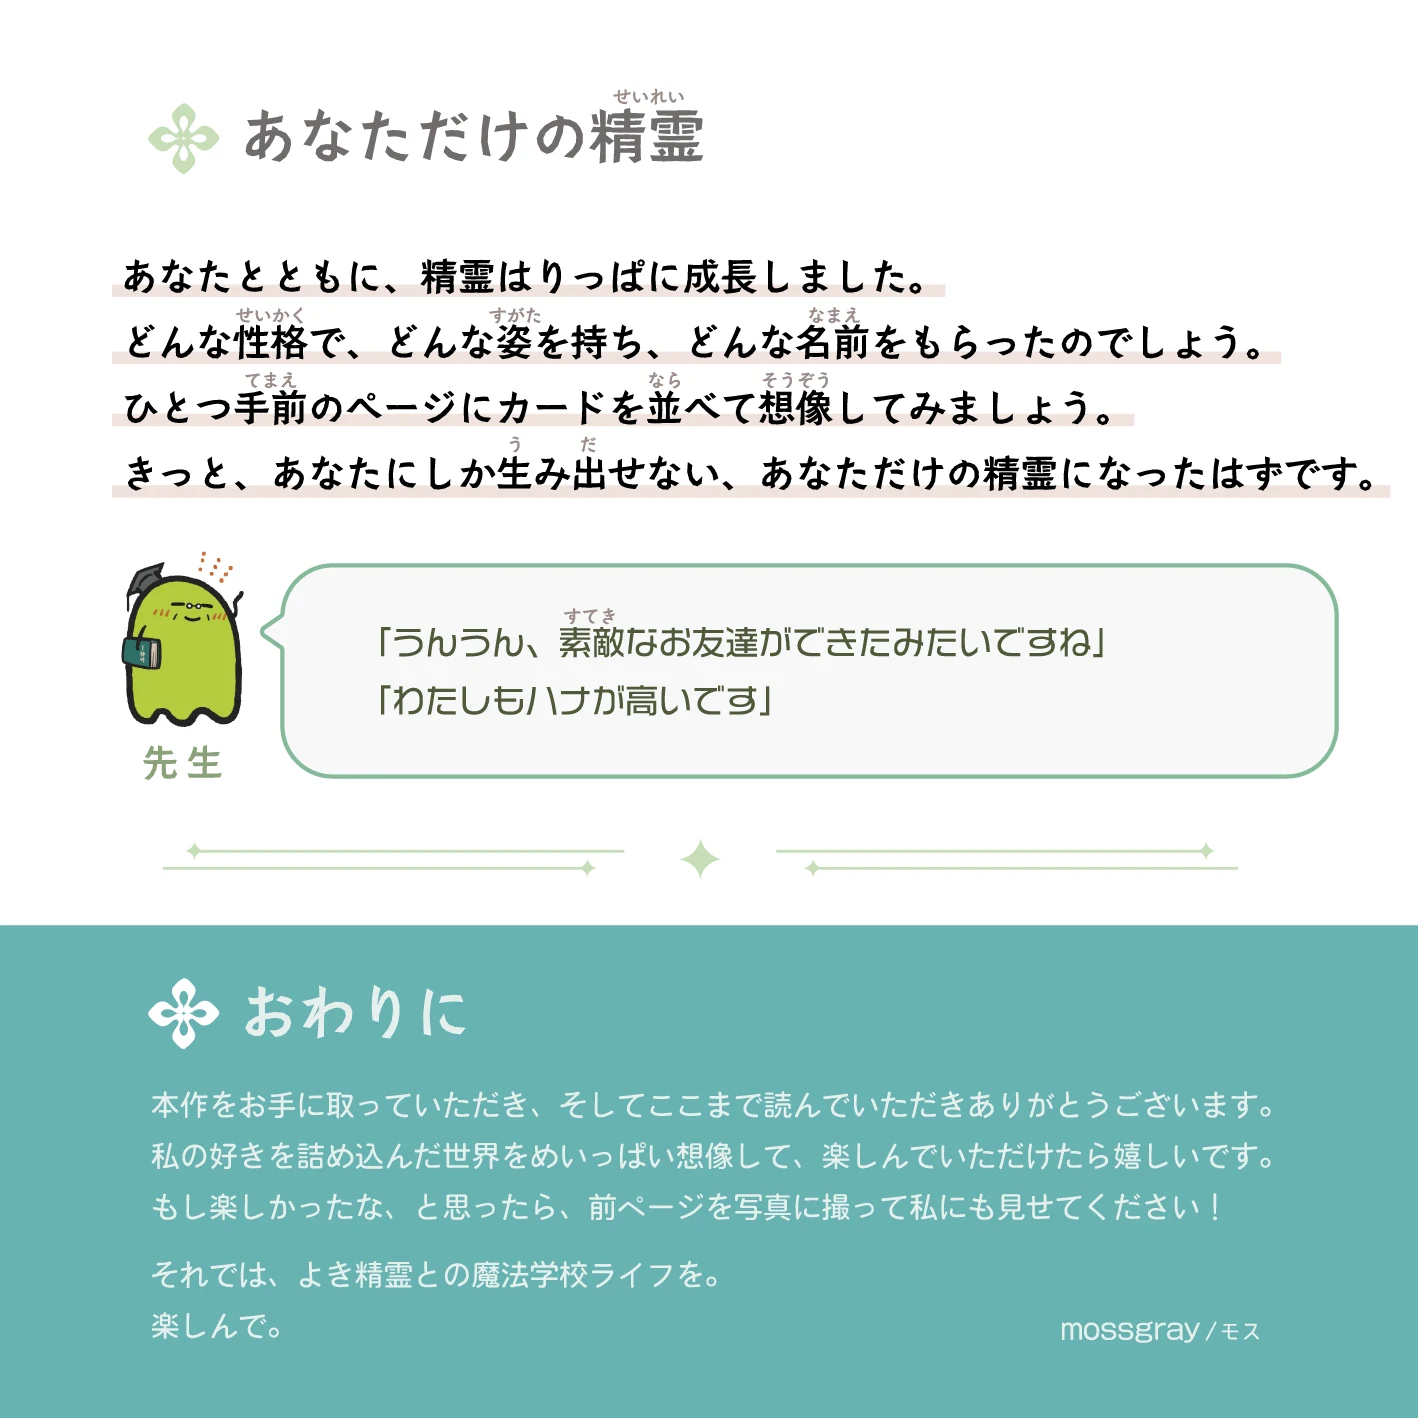 あなただけの精霊
せいれい
あなたとともに、精霊はりっぱに成長しました。
せいかく すがた なまえ
どんな性格で、どんな姿を持ち、どんな名前をもらったのでしょう。
てまえ なら そうぞう
ひとつ手前のページにカードを並べて想像してみましょう。
う だ
きっと、あなたにしか生み出せない、あなただけの精霊になったはずです。
すてき
「うんうん、素敵なお友達ができたみたいですね」
「わたしもハナが高いです」
先生
おわりに
本作をお手に取っていただき、そしてここまで読んでいただきありがとうございます。
私の好きを詰め込んだ世界をめいっぱい想像して、楽しんでいただけたら嬉しいです。
もし楽しかったな、と思ったら、前ページを写真に撮って私にも見せてください！
それでは、よき精霊との魔法学校ライフを。
楽しんで。
mossgray / モス